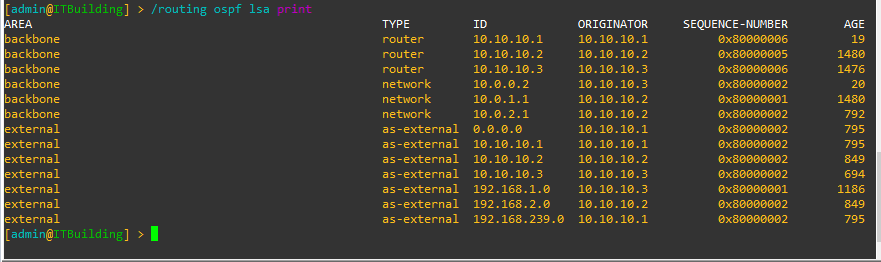 [admin@ITBuilding] > /routing ospf lsa print
AREA TYPE ID ORIGINATOR SEQUENCE-NUMBER AGE
backbone router 10.10.10.1 10.10.10.1 0x80000006 19
backbone router 10.10.10.2 10.10.10.2 0x80000005 1480
backbone router 10.10.10.3 10.10.10.3 0x80000006 1476
backbone network 10.0.0.2 10.10.10.3 0x80000002 20
backbone network 10.0.1.1 10.10.10.2 0x80000001 1480
backbone network 10.0.2.1 10.10.10.2 0x80000002 792
external as-external 0.0.0.0 10.10.10.1 0x80000002 795
external as-external 10.10.10.1 10.10.10.1 0x80000002 795
external as-external 10.10.10.2 10.10.10.2 0x80000002 849
external as-external 10.10.10.3 10.10.10.3 0x80000002 694
external as-external 192.168.1.0 10.10.10.3 0x80000001 1186
external as-external 192.168.2.0 10.10.10.2 0x80000002 849
external as-external 192.168.239.0 10.10.10.1 0x80000002 795
[admin@ITBuilding] >